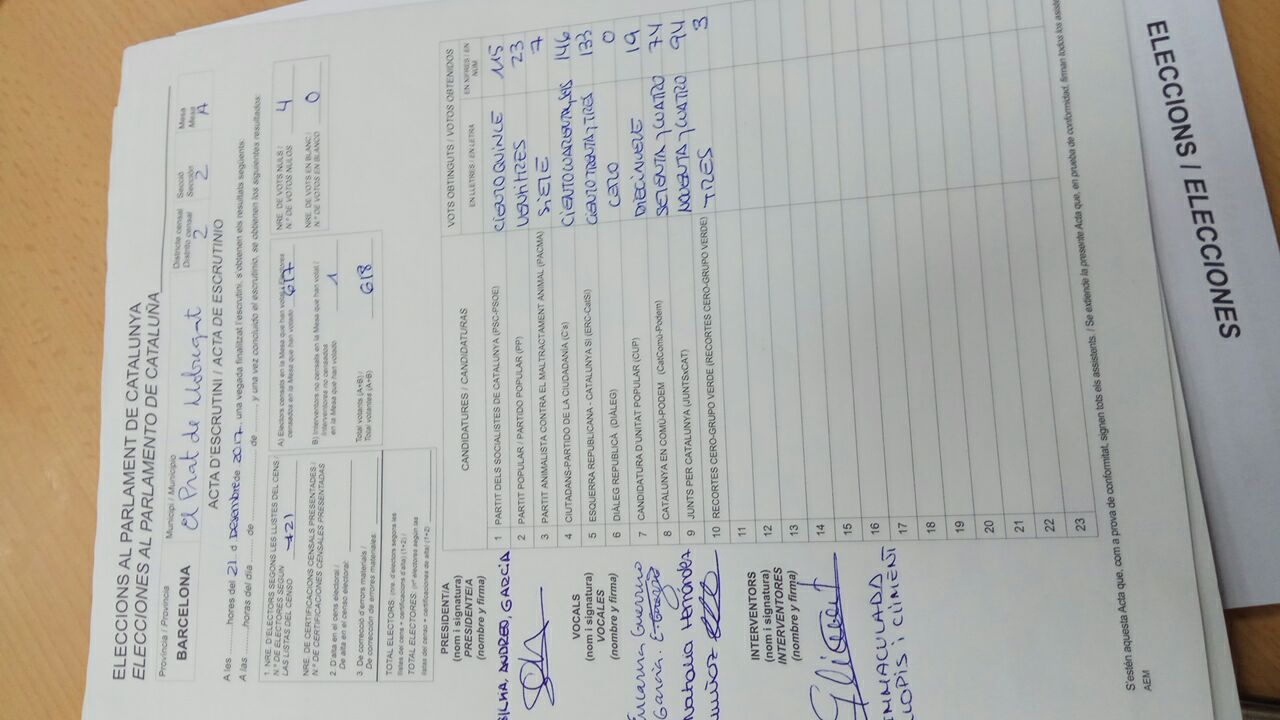 ELECCIONS AL PARLAMENT DE CATALUNYA
ELECCIONES AL PARLAMENTO DE CATALUÑA
Província / Provincia
BARCELONA
Municipi / Municipio
El Prat de Llobregat
Districte censal
Distrito censal
2
Secció
Sección
2
Mesa
Mesa
A
ACTA D'ESCRUTINI / ACTA DE ESCRUTINIO
A les ............hores del 21 d Desembre de 2017 una vegada finalitzat l'escrutini, s'obtenen els resultats següents:
A las ............horas del día ............ de ............ de ............ y una vez concluido el escrutinio, se obtienen los siguientes resultados:
1. NRE. D'ELECTORS SEGONS LES LLISTES DEL CENS /
N.º DE ELECTORES SEGÚN
LAS LISTAS DEL CENSO
721
NRE. DE CERTIFICACIONS CENSALS PRESENTADES /
N.º DE CERTIFICACIONES CENSALES PRESENTADAS
2. D'alta en el cens electoral /
De alta en el censo electoral:
3. De correcció d'errors materials /
De corrección de errores materiales:
TOTAL ELECTORS (nre. d'electors segons les
llistes del cens + certificacions d'alta) (1+2) /
TOTAL ELECTORES: (nº electores según las
listas del censo + certificaciones de alta) (1+2)
A) Electors censats en la Mesa que han votat / Electores
censados en la Mesa que han votado 617
B) Interventors no censats en la Mesa que han votat /
Interventores no censados
en la Mesa que han votado 1
Total votants (A+B) /
Total votantes (A+B) 618
NRE. DE VOTS NULS /
N.º DE VOTOS NULOS 4
NRE. DE VOTS EN BLANC /
N.º DE VOTOS EN BLANCO 0
CANDIDATURES / CANDIDATURAS
VOTS OBTINGUTS / VOTOS OBTENIDOS
EN LLETRES / EN LETRA
EN XIFRES / EN NÚM
1 PARTIT DELS SOCIALISTES DE CATALUNYA (PSC-PSOE) CIENTO QUINCE 115
2 PARTIT POPULAR / PARTIDO POPULAR (PP) VENTITRES 23
3 PARTIT ANIMALISTA CONTRA EL MALTRACTAMENT ANIMAL (PACMA) SIETE 7
4 CIUTADANS-PARTIDO DE LA CIUDADANÍA (C's) CIENTO CUARENTA Y SEIS 146
5 ESQUERRA REPUBLICANA - CATALUNYA SÍ (ERC-CatSí) CIENTO TREINTA Y TRES 133
6 DIÀLEG REPUBLICÀ (DIÀLEG) CERO 0
7 CANDIDATURA D'UNITAT POPULAR (CUP) DIECINUEVE 19
8 CATALUNYA EN COMÚ-PODEM (CatComú-Podem) SETENTA Y CUATRO 74
9 JUNTS PER CATALUNYA (JUNTSxCAT) NOVENTA Y CUATRO 94
10 RECORTES CERO-GRUPO VERDE (RECORTES CERO-GRUPO VERDE) TRES 3
11
12
13
14
15
16
17
18
19
20
21
22
23
PRESIDENT/A
(nom i signatura)
PRESIDENTE/A
(nombre y firma)
SILMA, ANDREO, GARCÍA
VOCALS
(nom i signatura)
VOCALES
(nombre y firma)
Encarna Guerrero
García
Natalia Hernández
MUÑOZ
INTERVENTORS
(nom i signatura)
INTERVENTORES
(nombre y firma)
IMMACULADA
LLOPIS i CLIMENT
S'estén aquesta Acta que, com a prova de conformitat, signen tots els assistents. / Se extiende la presente Acta que, en prueba de conformidad, firman todos los asiste
AEM
ELECCIONS / ELECCIONES